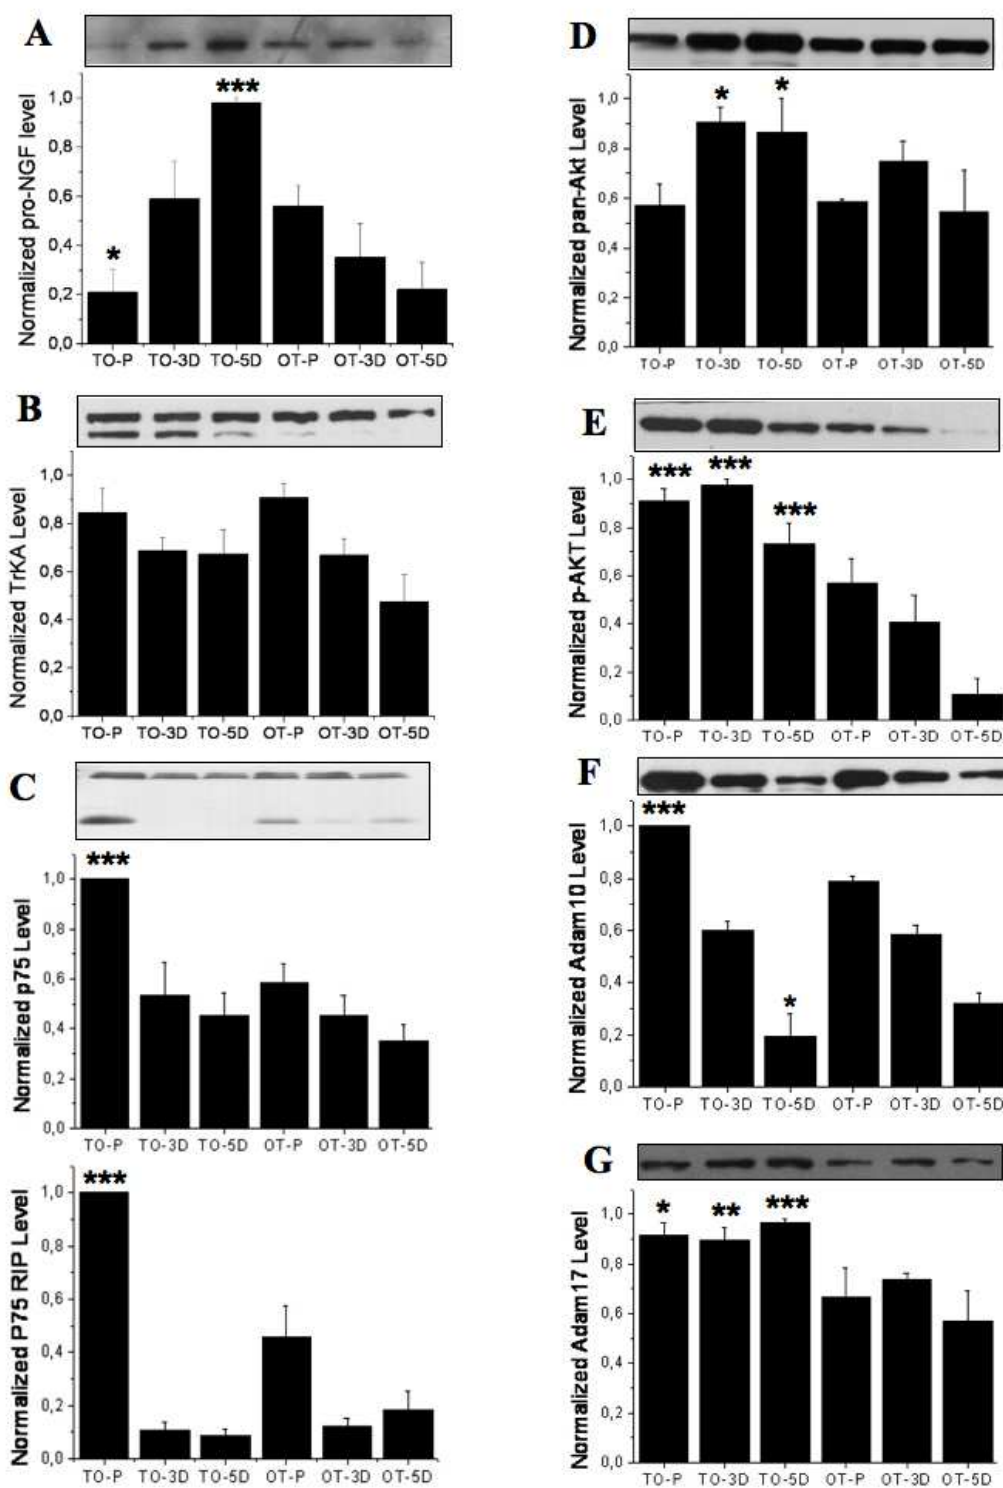 A
***
*
Normalized pro-NGF level
1,0
0,8
0,6
0,4
0,2
0,0
TO-P TO-3D TO-5D OT-P OT-3D OT-5D
B
Normalized TrKA Level
1,0
0,8
0,6
0,4
0,2
0,0
TO-P TO-3D TO-5D OT-P OT-3D OT-5D
C
***
Normalized p75 Level
1,0
0,8
0,6
0,4
0,2
0,0
TO-P TO-3D TO-5D OT-P OT-3D OT-5D
***
Normalized P75 RIP Level
1,0
0,8
0,6
0,4
0,2
0,0
TO-P TO-3D TO-5D OT-P OT-3D OT-5D
D
* *
Normalized pan-Akt Level
1,0
0,8
0,6
0,4
0,2
0,0
TO-P TO-3D TO-5D OT-P OT-3D OT-5D
E
*** *** ***
Normalized p-AKT Level
1,0
0,8
0,6
0,4
0,2
0,0
TO-P TO-3D TO-5D OT-P OT-3D OT-5D
F
***
*
Normalized Adam10 Level
1,0
0,8
0,6
0,4
0,2
0,0
TO-P TO-3D TO-5D OT-P OT-3D OT-5D
G
* ** ***
Normalized Adam17 Level
1,0
0,8
0,6
0,4
0,2
0,0
TO-P TO-3D TO-5D OT-P OT-3D OT-5D